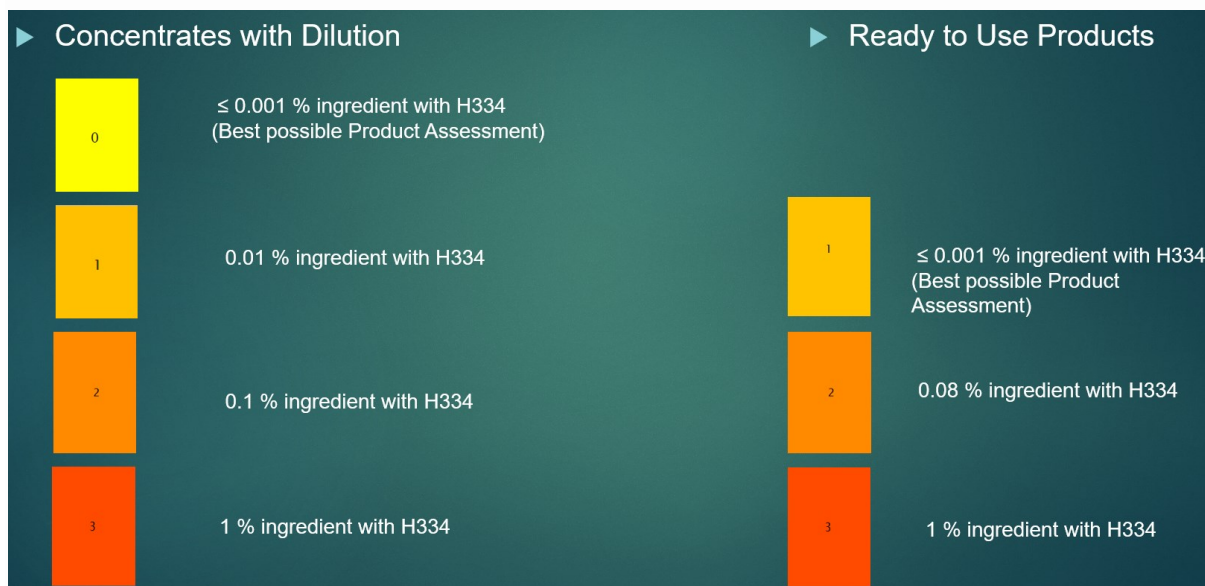 Concentrates with Dilution
0
≤ 0.001 % ingredient with H334
(Best possible Product Assessment)
1
0.01 % ingredient with H334
2
0.1 % ingredient with H334
3
1 % ingredient with H334
Ready to Use Products
1
≤ 0.001 % ingredient with H334
(Best possible Product
Assessment)
2
0.08 % ingredient with H334
3
1 % ingredient with H334